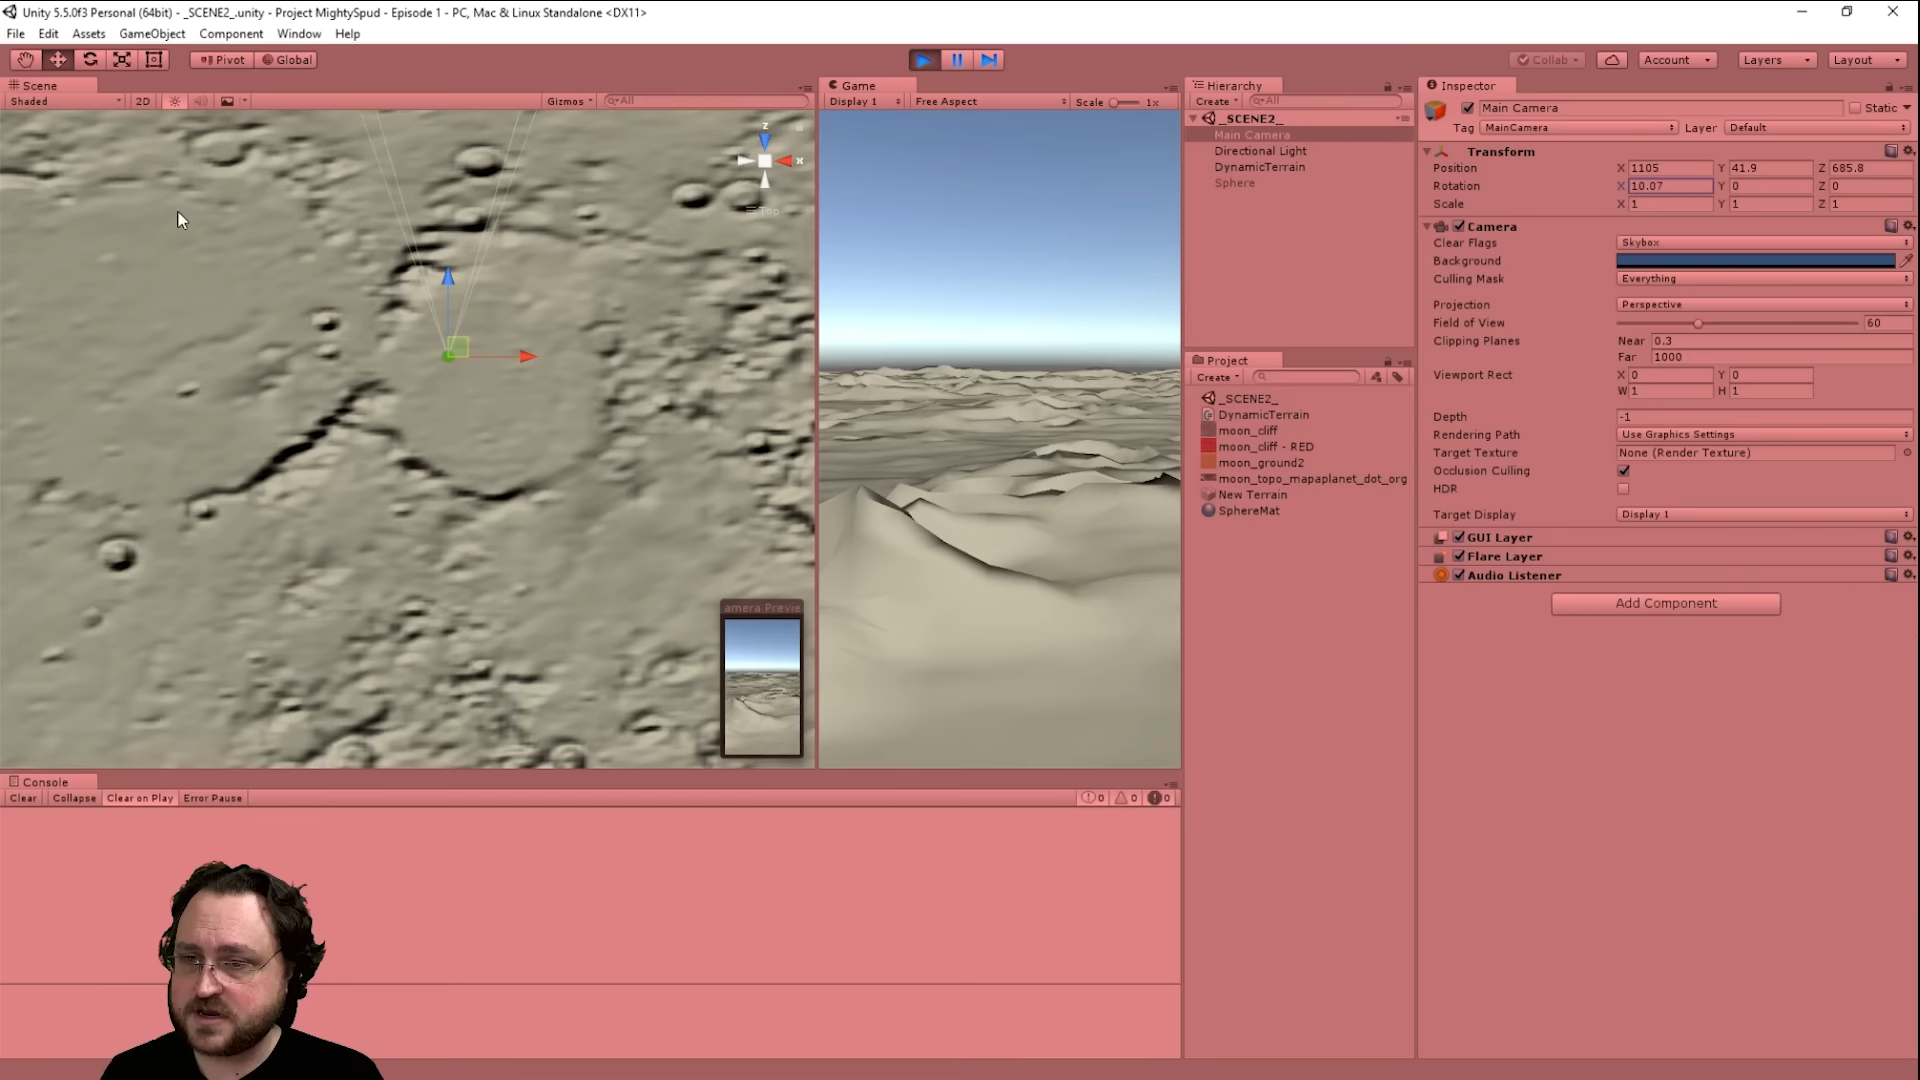 Unity 5.5.0f3 Personal (64bit) - _SCENE2_.unity - Project MightySpud - Episode 1 - PC, Mac & Linux Standalone <DX11>
File Edit Assets GameObject Component Window Help
Pivot Global Collab Account Layers Layout
Scene
Shaded 2D Gizmos All
Z
x
Top
amera Previe
Game
Display 1 Free Aspect Scale 1x
Hierarchy
Create All
_SCENE2_
Main Camera
Directional Light
DynamicTerrain
Sphere
Project
Create
_SCENE2_
DynamicTerrain
moon_cliff
moon_cliff - RED
moon_ground2
moon_topo_mapaplanet_dot_org
New Terrain
SphereMat
Inspector
Main Camera Static
Tag MainCamera Layer Default
Transform
Position X 1105 Y 41.9 Z 685.8
Rotation X 10.07 Y 0 Z 0
Scale X 1 Y 1 Z 1
Camera
Clear Flags Skybox
Background
Culling Mask Everything
Projection Perspective
Field of View 60
Clipping Planes Near 0.3
Far 1000
Viewport Rect X 0 Y 0
W 1 H 1
Depth -1
Rendering Path Use Graphics Settings
Target Texture None (Render Texture)
Occlusion Culling
HDR
Target Display Display 1
GUI Layer
Flare Layer
Audio Listener
Add Component
Console
Clear Collapse Clear on Play Error Pause 0 0 0